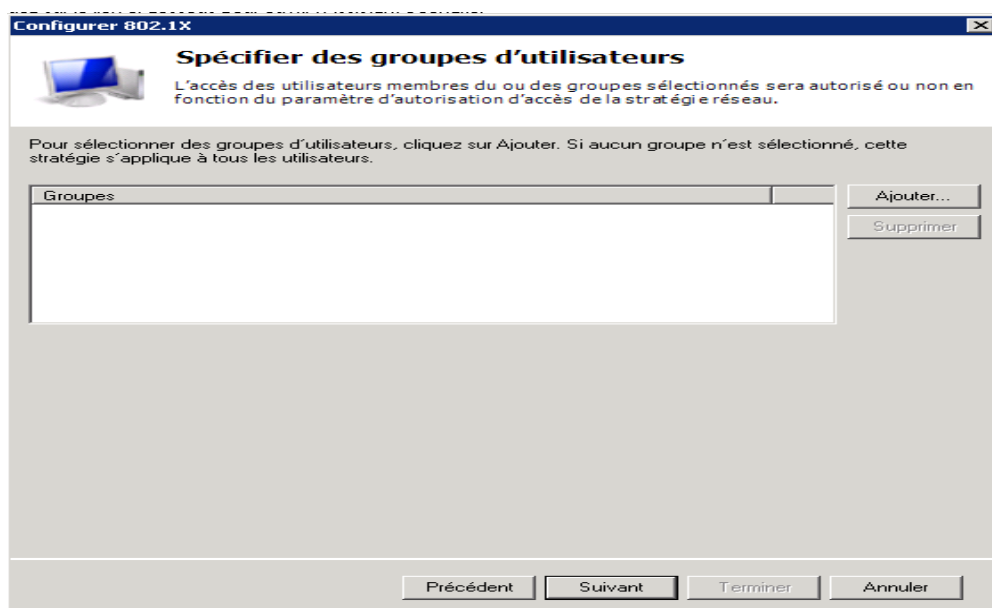 Configurer 802.1X
Spécifier des groupes d'utilisateurs
L'accès des utilisateurs membres du ou des groupes sélectionnés sera autorisé ou non en
fonction du paramètre d'autorisation d'accès de la stratégie réseau.
Pour sélectionner des groupes d'utilisateurs, cliquez sur Ajouter. Si aucun groupe n'est sélectionné, cette
stratégie s'applique à tous les utilisateurs.
Groupes
Ajouter...
Supprimer
Précédent
Suivant
Terminer
Annuler